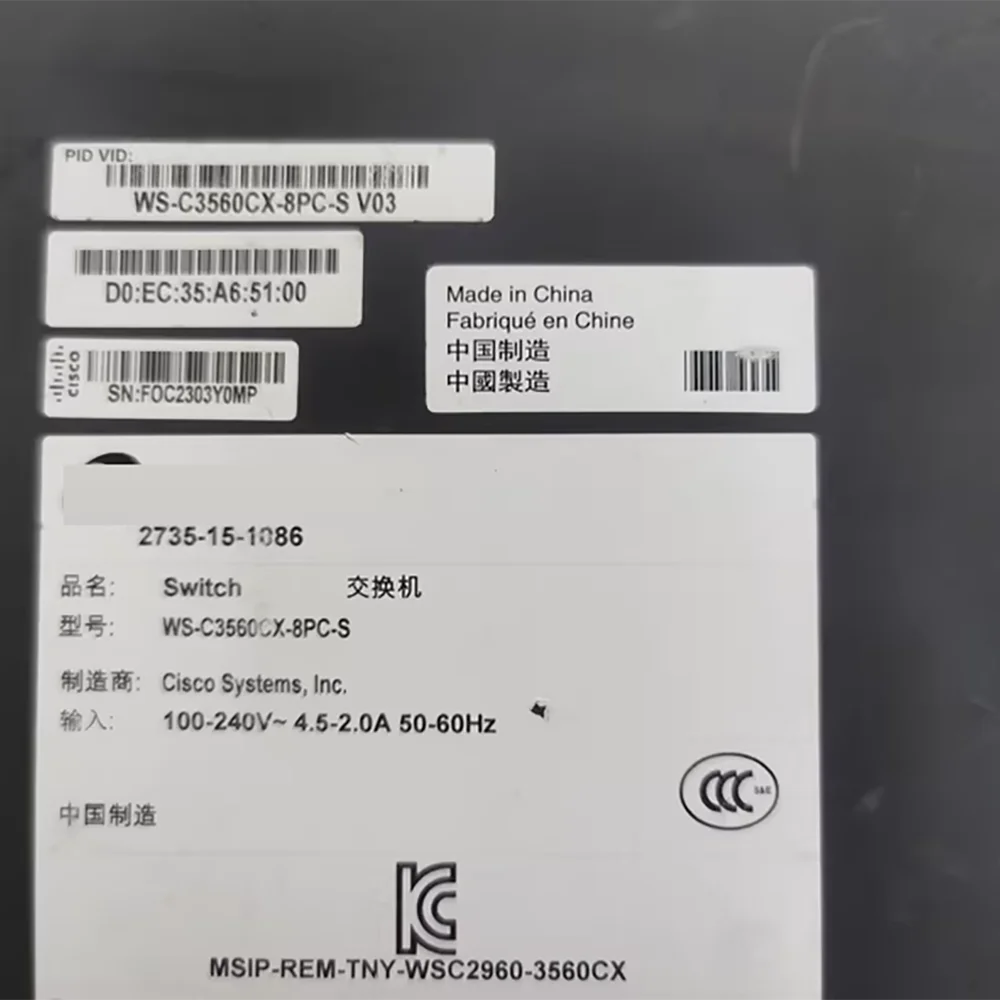 PID VID:
WS-C3560CX-8PC-S V03
D0:EC:35:A6:51:00
CISCO
SN:FOC2303Y0MP
Made in China
Fabriqué en Chine
中国制造
中國製造
2735-15-1086
品名: Switch 交换机
型号: WS-C3560CX-8PC-S
制造商: Cisco Systems, Inc.
输入: 100-240V~ 4.5-2.0A 50-60Hz
中国制造
CCC S&E
KC
MSIP-REM-TNY-WSC2960-3560CX